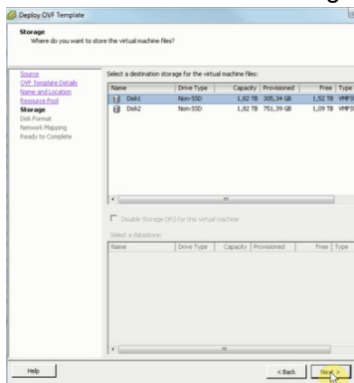 Deploy OVF Template
Storage
Where do you want to store the virtual machine files?
Source
OVF Template Details
Name and Location
Resource Pool
Storage
Disk Format
Network Mapping
Ready to Complete
Select a destination storage for the virtual machine files:
Name Drive Type Capacity Provisioned Free Type
Disk1 Non-SSD 1,82 TB 305,34 GB 1,52 TB VMFS
Disk2 Non-SSD 1,82 TB 751,39 GB 1,09 TB VMFS
Disable Storage DRS for this virtual machine
Select a datastore:
Name Drive Type Capacity Provisioned Free Type
Help
< Back
Next >